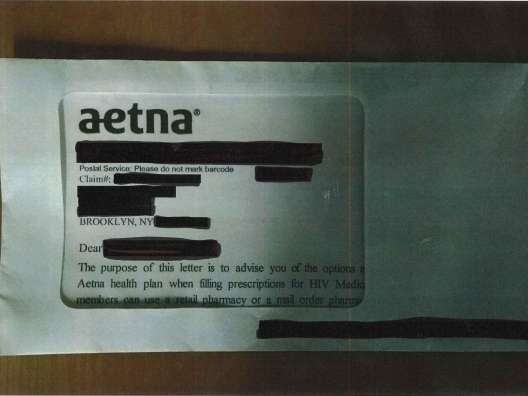 aetna®
Postal Service: Please do not mark barcode
Claim#:
BROOKLYN, NY
Dear
The purpose of this letter is to advise you of the options
Aetna health plan when filling prescriptions for HIV
members can use a retail pharmacy or a mail order